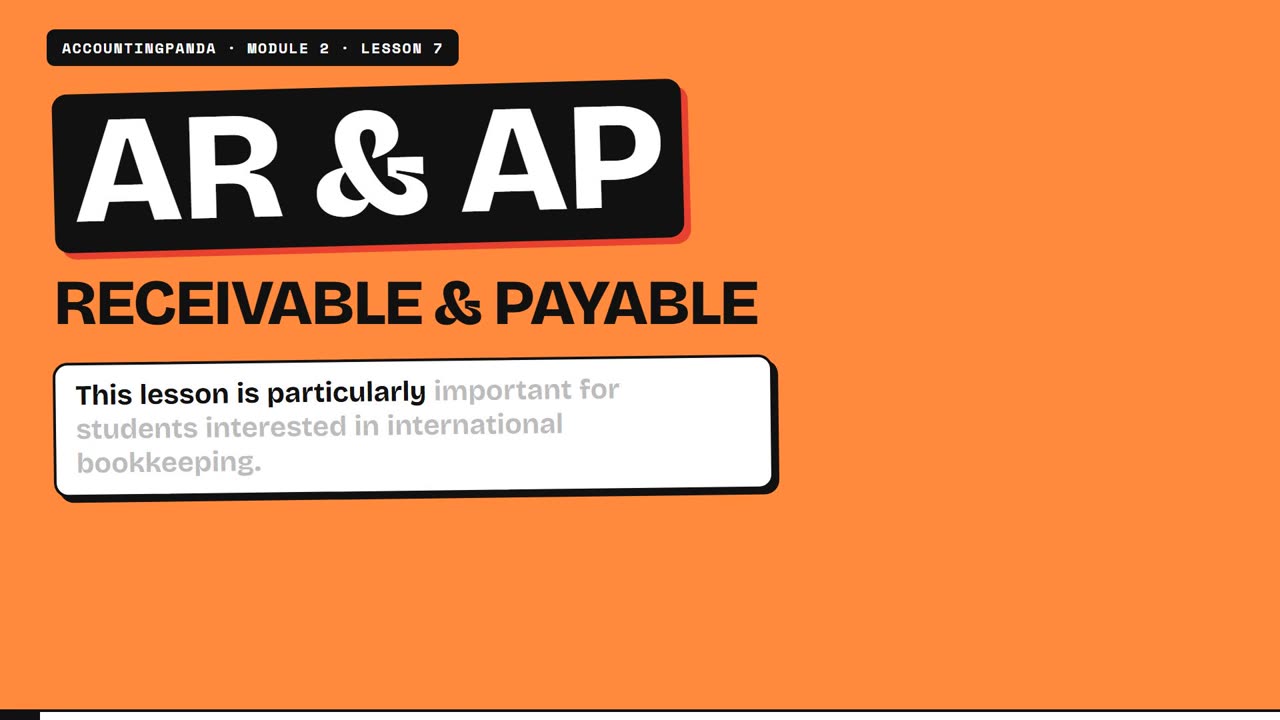 ACCOUNTINGPANDA · MODULE 2 · LESSON 7
AR & AP
RECEIVABLE & PAYABLE
This lesson is particularly important for
students interested in international
bookkeeping.